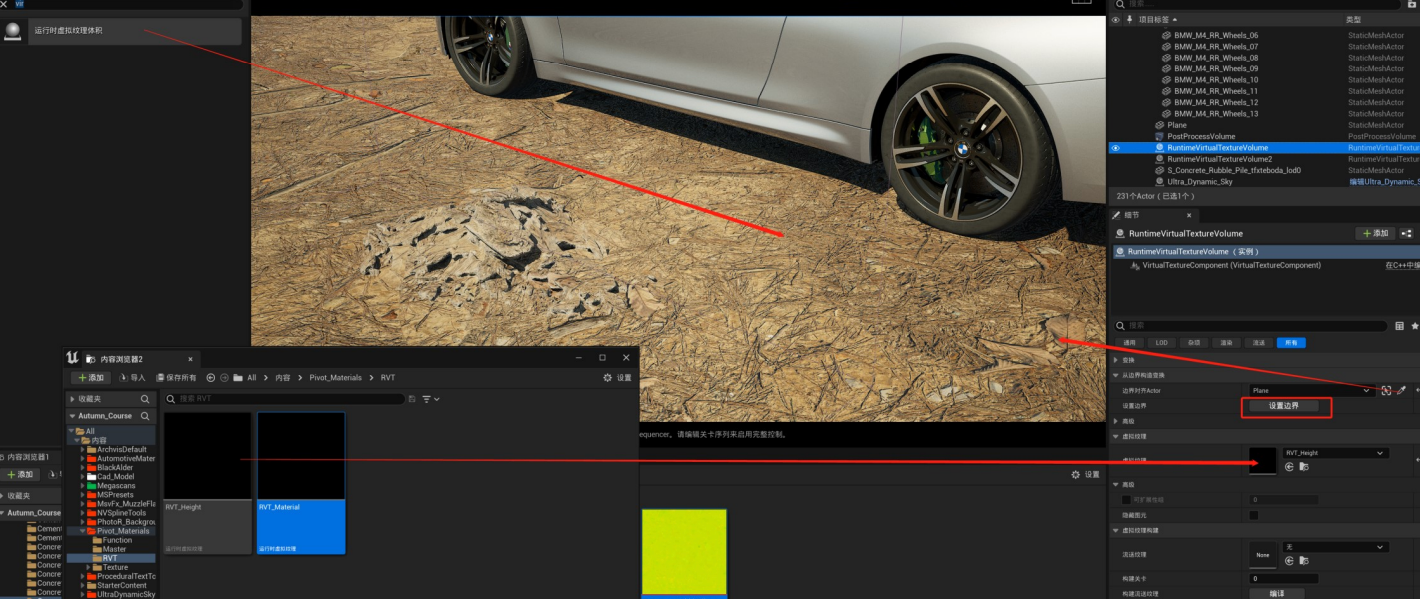 vir
运行时虚拟纹理体积
搜索...
项目标签
类型
BMW_M4_RR_Wheels_06 StaticMeshActor
BMW_M4_RR_Wheels_07 StaticMeshActor
BMW_M4_RR_Wheels_08 StaticMeshActor
BMW_M4_RR_Wheels_09 StaticMeshActor
BMW_M4_RR_Wheels_10 StaticMeshActor
BMW_M4_RR_Wheels_11 StaticMeshActor
BMW_M4_RR_Wheels_12 StaticMeshActor
BMW_M4_RR_Wheels_13 StaticMeshActor
Plane StaticMeshActor
PostProcessVolume PostProcessVolume
RuntimeVirtualTextureVolume RuntimeVirtualTexture
RuntimeVirtualTextureVolume2 RuntimeVirtualTextur
S_Concrete_Rubble_Pile_tfxteboda_lod0 StaticMeshActor
Ultra_Dynamic_Sky 编辑Ultra_Dynamic_S
231个Actor（已选1个）
细节
RuntimeVirtualTextureVolume
添加
RuntimeVirtualTextureVolume（实例）
VirtualTextureComponent (VirtualTextureComponent) 在C++中编
搜索
通用 LOD 杂项 渲染 流送 所有
变换
从边界构造变换
边界对齐Actor Plane
设置边界 设置边界
高级
虚拟纹理
虚拟纹理 RVT_Height
高级
可扩展性组 0
隐藏图元
虚拟纹理构建
流送纹理 None 无
构建关卡 0
构建流送纹理 编译
equencer。请编辑关卡序列来启用完整控制。
设置
内容浏览器2
添加 导入 保存所有 All 内容 Pivot_Materials RVT 设置
收藏夹
搜索 RVT
Autumn_Course
All
内容
ArchvisDefault
AutomotiveMater
BlackAlder
Cad_Model
Megascans
MSPresets
MsvFx_MuzzleFla
NVSplineTools
PhotoR_Backgrou
Pivot_Materials
Function
Master
RVT
Texture
ProceduralTextTo
StarterContent
UltraDynamicSky
RVT_Height
运行时虚拟纹理
RVT_Material
运行时虚拟纹理
内容浏览器1
添加
收藏夹
Autumn_Course
Cement
Cement
Concre
Concre
Concre
Concre
Concre
Concre